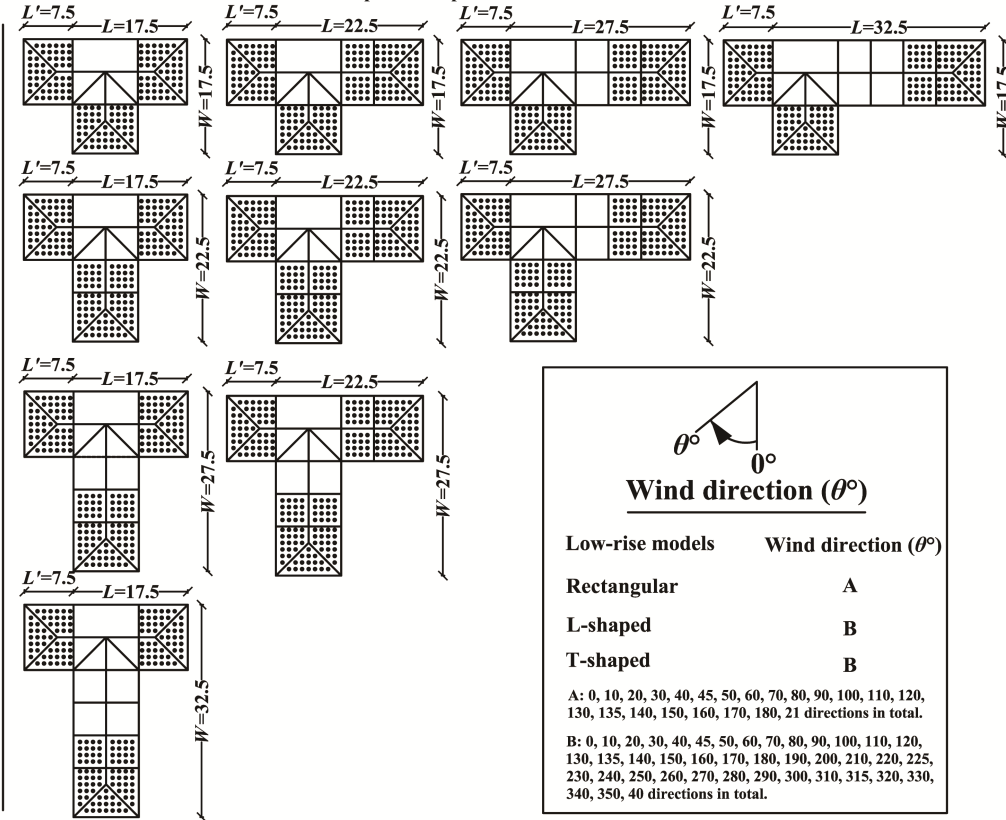 L'=7.5 L=17.5 L'=7.5 L=22.5 L'=7.5 L=27.5 L'=7.5 L=32.5
W=17.5 W=17.5 W=17.5 W=17.5
L'=7.5 L=17.5 L'=7.5 L=22.5 L'=7.5 L=27.5
W=22.5 W=22.5 W=22.5
L'=7.5 L=17.5 L'=7.5 L=22.5
W=27.5 W=27.5
L'=7.5 L=17.5
W=32.5
θ° 0°
Wind direction (θ°)
Low-rise models Wind direction (θ°)
Rectangular A
L-shaped B
T-shaped B
A: 0, 10, 20, 30, 40, 45, 50, 60, 70, 80, 90, 100, 110, 120,
130, 135, 140, 150, 160, 170, 180, 21 directions in total.
B: 0, 10, 20, 30, 40, 45, 50, 60, 70, 80, 90, 100, 110, 120,
130, 135, 140, 150, 160, 170, 180, 190, 200, 210, 220, 225,
230, 240, 250, 260, 270, 280, 290, 300, 310, 315, 320, 330,
340, 350, 40 directions in total.